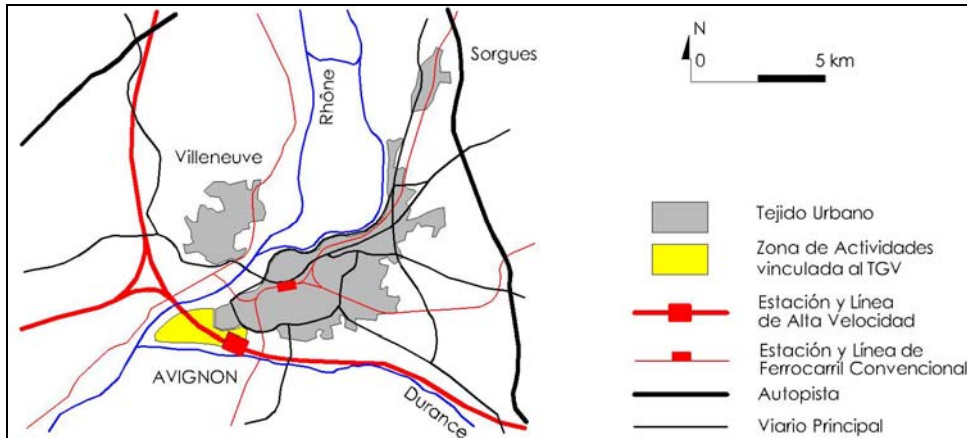 Sorgues
Rhône
Villeneuve
AVIGNON
Durance
N
0
5 km
Tejido Urbano
Zona de Actividades
vinculada al TGV
Estación y Línea
de Alta Velocidad
Estación y Línea de
Ferrocarril Convencional
Autopista
Viario Principal